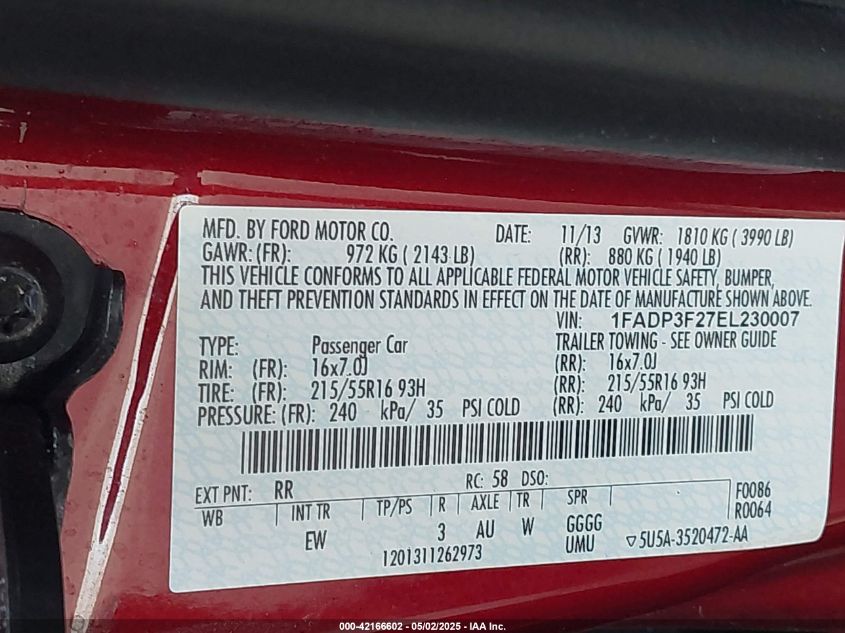 MFD. BY FORD MOTOR CO. DATE: 11/13 GVWR: 1810 KG ( 3990 LB)
GAWR: (FR): 972 KG ( 2143 LB) (RR): 880 KG ( 1940 LB)
THIS VEHICLE CONFORMS TO ALL APPLICABLE FEDERAL MOTOR VEHICLE SAFETY, BUMPER,
AND THEFT PREVENTION STANDARDS IN EFFECT ON THE DATE OF MANUFACTURE SHOWN ABOVE.
VIN: 1FADP3F27EL230007
TYPE: Passenger Car TRAILER TOWING - SEE OWNER GUIDE
RIM: (FR): 16x7.0J (RR): 16x7.0J
TIRE: (FR): 215/55R16 93H (RR): 215/55R16 93H
PRESSURE: (FR): 240 kPa/ 35 PSI COLD (RR): 240 kPa/ 35 PSI COLD
EXT PNT: RR RC: 58 DSO:
WB INT TR TP/PS R AXLE TR SPR F0086
EW 3 AU W GGGG R0064
1201311262973 UMU ▽5U5A-3520472-AA
000-42166602 - 05/02/2025 - IAA Inc.